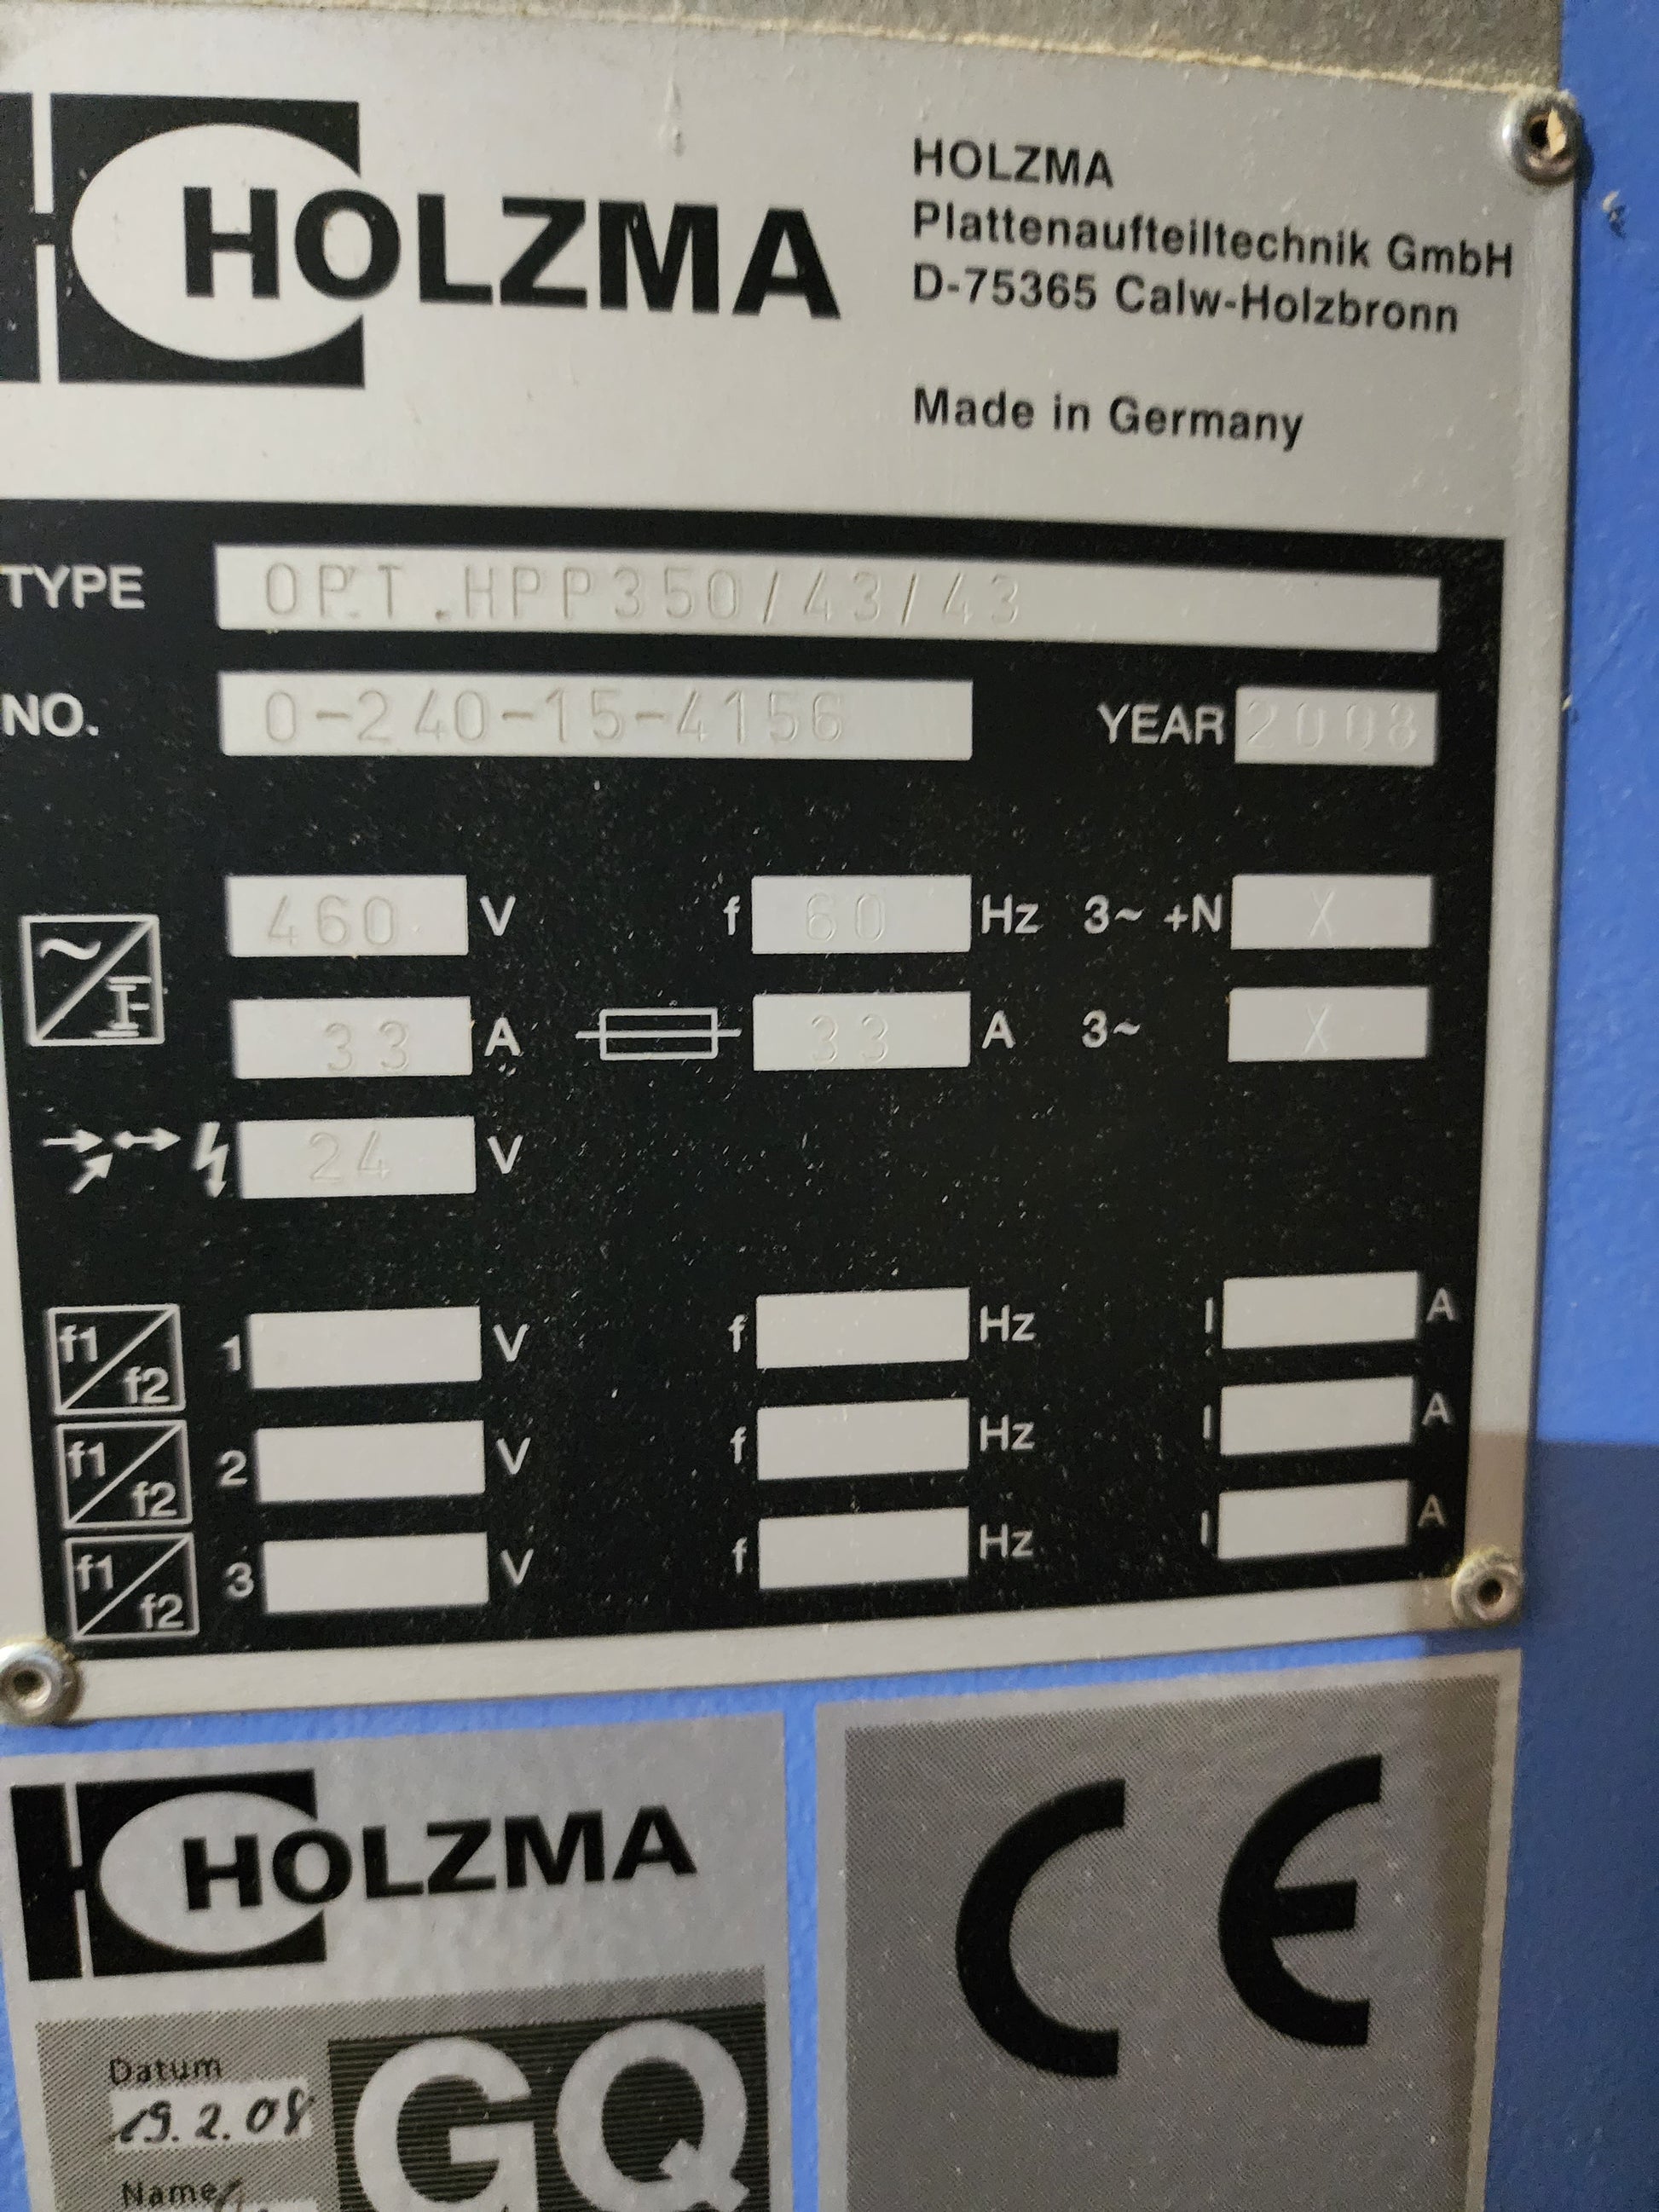 HOLZMA
HOLZMA
Plattenaufteiltechnik GmbH
D-75365 Calw-Holzbronn
Made in Germany
TYPE OPT.HPP350/43/43
NO. 0-240-15-4156 YEAR 2008
460 V f 60 Hz 3~ +N X
33 A 33 A 3~ X
24 V
f1 f2 1 V f Hz I A
f1 f2 2 V f Hz I A
f1 f2 3 V f Hz I A
HOLZMA
CE
Datum
19.2.08
GQ
Name